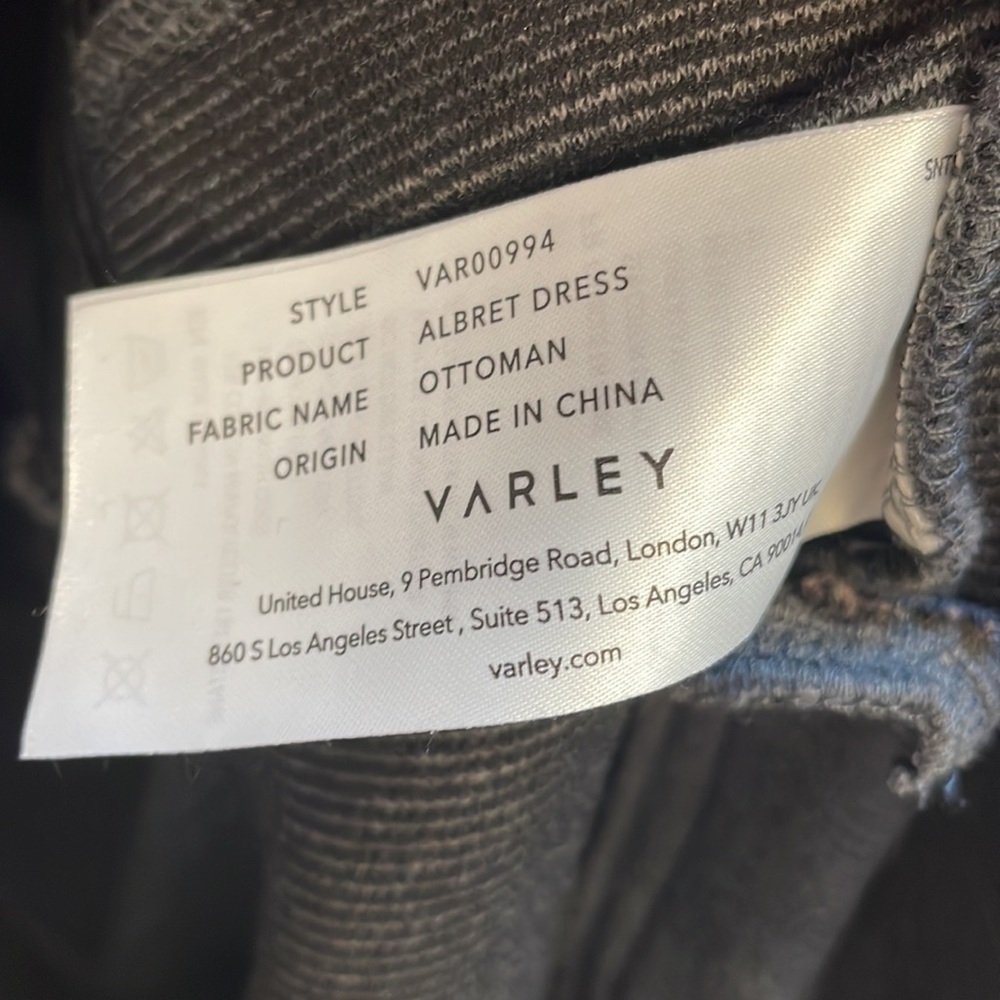 STYLE VAR00994
PRODUCT ALBRET DRESS
FABRIC NAME OTTOMAN
ORIGIN MADE IN CHINA
VARLEY
United House, 9 Pembridge Road, London, W11 3JY UK
860 S Los Angeles Street, Suite 513, Los Angeles, CA 90014
varley.com